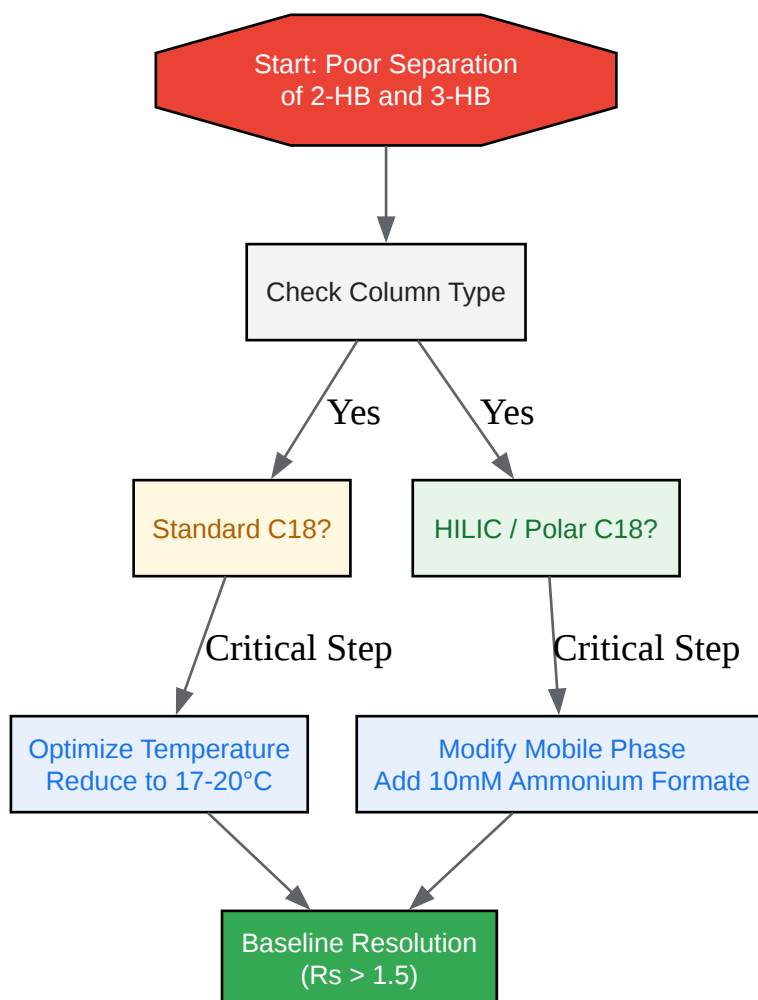 Start: Poor Separation
of 2-HB and 3-HB
Check Column Type
Yes
Yes
Standard C18?
HILIC / Polar C18?
Critical Step
Critical Step
Optimize Temperature
Reduce to 17-20°C
Modify Mobile Phase
Add 10mM Ammonium Formate
Baseline Resolution
(Rs > 1.5)